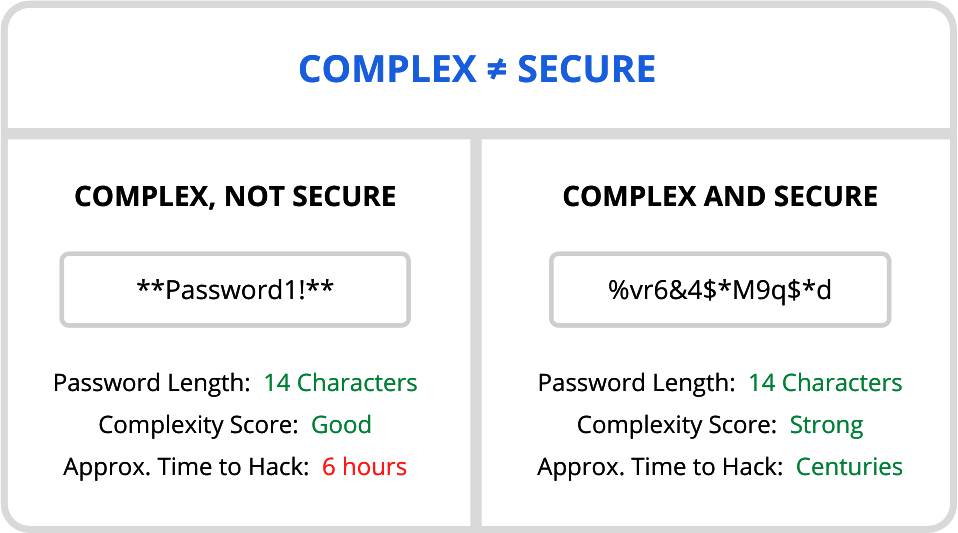 COMPLEX ≠ SECURE
COMPLEX, NOT SECURE
**Password1!**
Password Length: 14 Characters
Complexity Score: Good
Approx. Time to Hack: 6 hours
COMPLEX AND SECURE
%vr6&4$*M9q$*d
Password Length: 14 Characters
Complexity Score: Strong
Approx. Time to Hack: Centuries